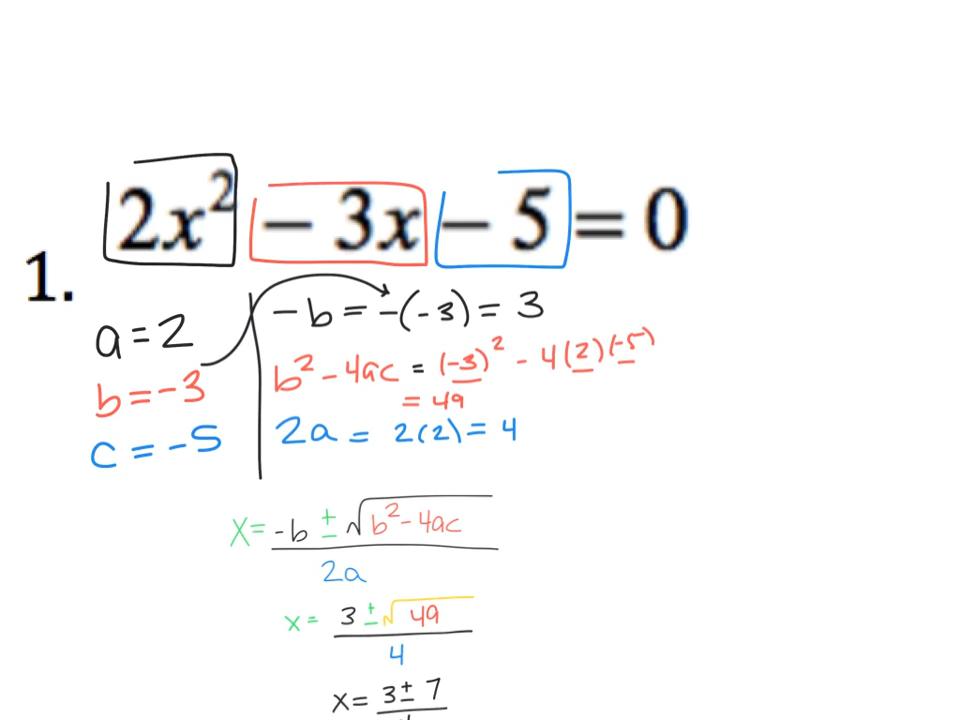 2x² - 3x - 5 = 0
1.
a = 2
b = -3
c = -5
-b = -(-3) = 3
b² - 4ac = (-3)² - 4(2)(-5)
= 49
2a = 2(2) = 4
x = -b ± √b² - 4ac
2a
x = 3 ± √49
4
x = 3 ± 7